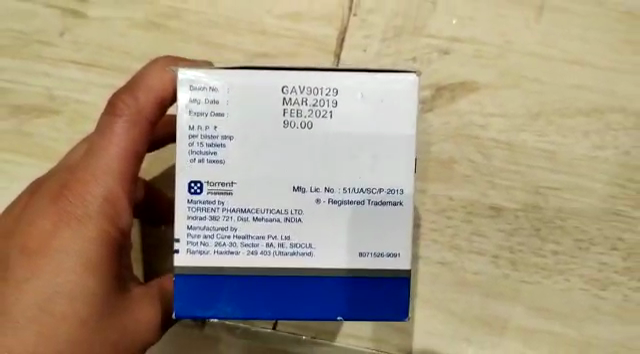 Batch No. : GAV90129
Mfg. Date : MAR.2019
Expiry Date : FEB.2021
M.R.P. ₹ 90.00
per blister strip
of 15 tablets
(Inclusive
of all taxes)
torrent
PHARMA
Mfg. Lic. No. : 51/UA/SC/P-2013
® - Registered Trademark
Marketed by :
TORRENT PHARMACEUTICALS LTD.
Indrad-382 721, Dist. Mehsana, INDIA.
Manufactured by :
Pure and Cure Healthcare Pvt. Ltd.
Plot No.: 26A-30, Sector - 8A, IIE, SIDCUL,
Ranipur, Haridwar - 249 403 (Uttarakhand).
8071526-9091